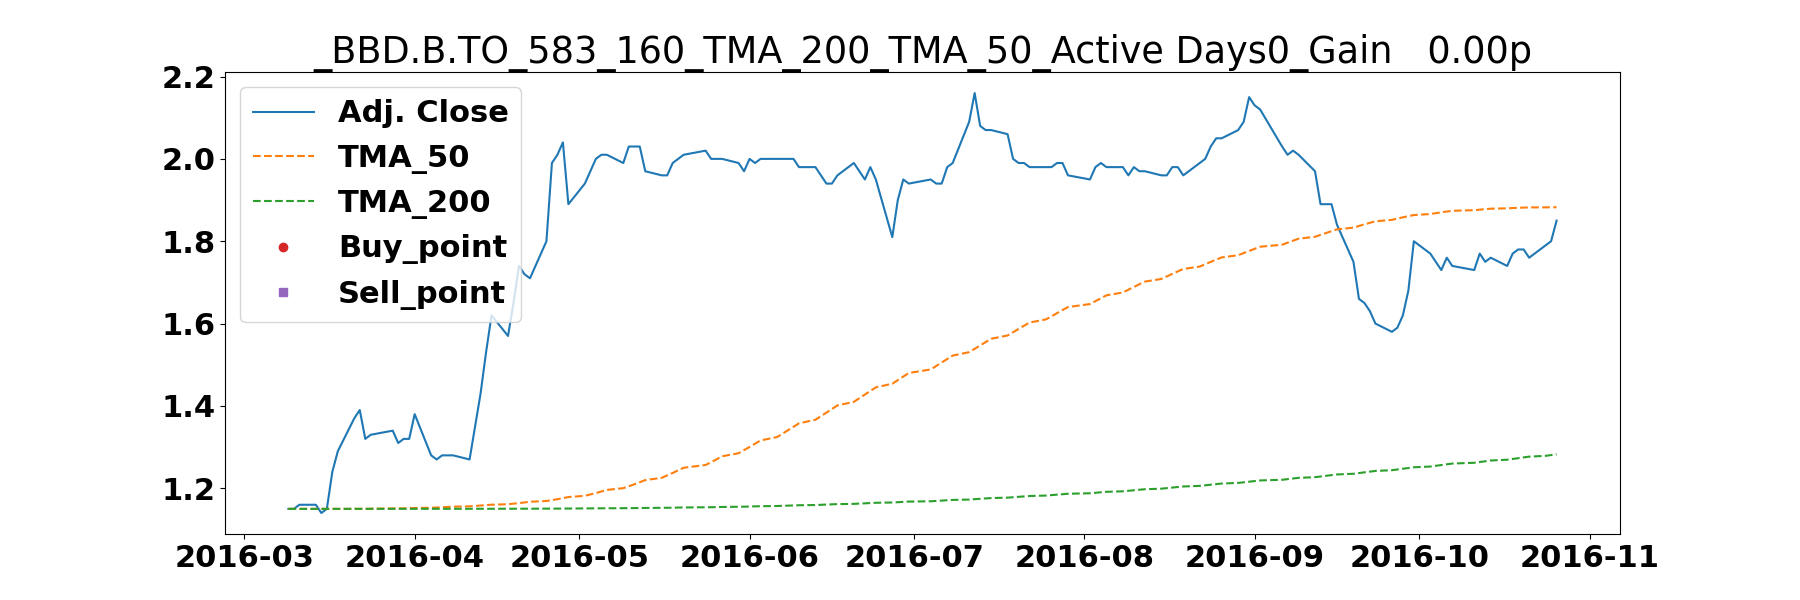 _BBD.B.TO_583_160_TMA_200_TMA_50_Active Days0_Gain   0.00p
2.2
2.0
1.8
1.6
1.4
1.2
Adj. Close
TMA_50
TMA_200
Buy_point
Sell_point
2016-03 2016-04 2016-05 2016-06 2016-07 2016-08 2016-09 2016-10 2016-11